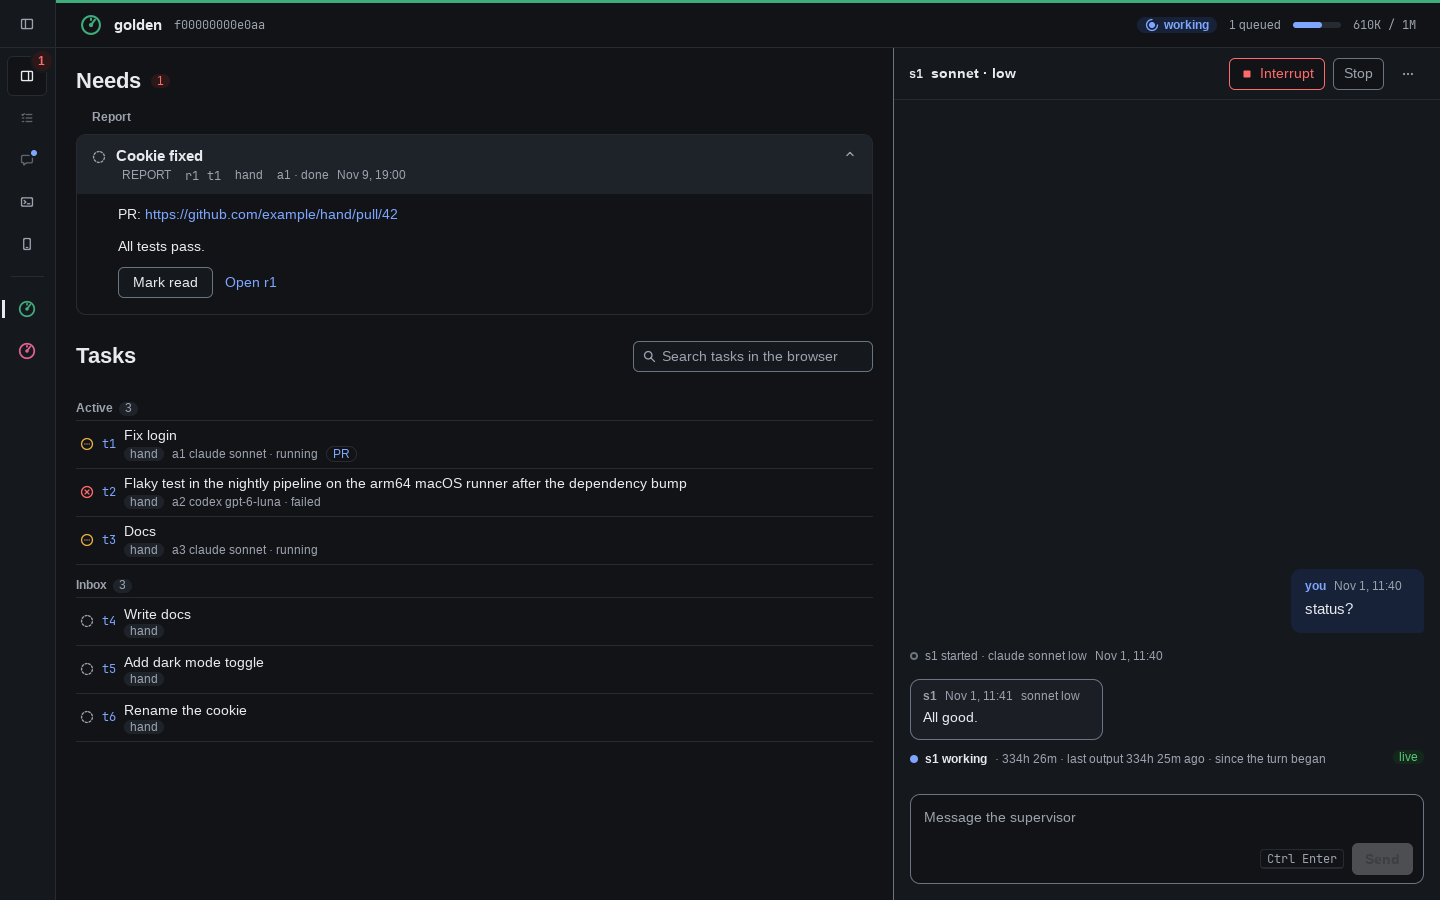 golden f00000000e0aa
working 1 queued 610K / 1M
1
Needs 1
Report
Cookie fixed
REPORT r1 t1 hand a1 · done Nov 9, 19:00
PR: https://github.com/example/hand/pull/42
All tests pass.
Mark read Open r1
Tasks
Search tasks in the browser
Active 3
t1 Fix login
hand a1 claude sonnet · running PR
t2 Flaky test in the nightly pipeline on the arm64 macOS runner after the dependency bump
hand a2 codex gpt-6-luna · failed
t3 Docs
hand a3 claude sonnet · running
Inbox 3
t4 Write docs
hand
t5 Add dark mode toggle
hand
t6 Rename the cookie
hand
s1 sonnet · low
Interrupt Stop
you Nov 1, 11:40
status?
s1 started · claude sonnet low Nov 1, 11:40
s1 Nov 1, 11:41 sonnet low
All good.
s1 working · 334h 26m · last output 334h 25m ago · since the turn began live
Message the supervisor
Ctrl Enter Send